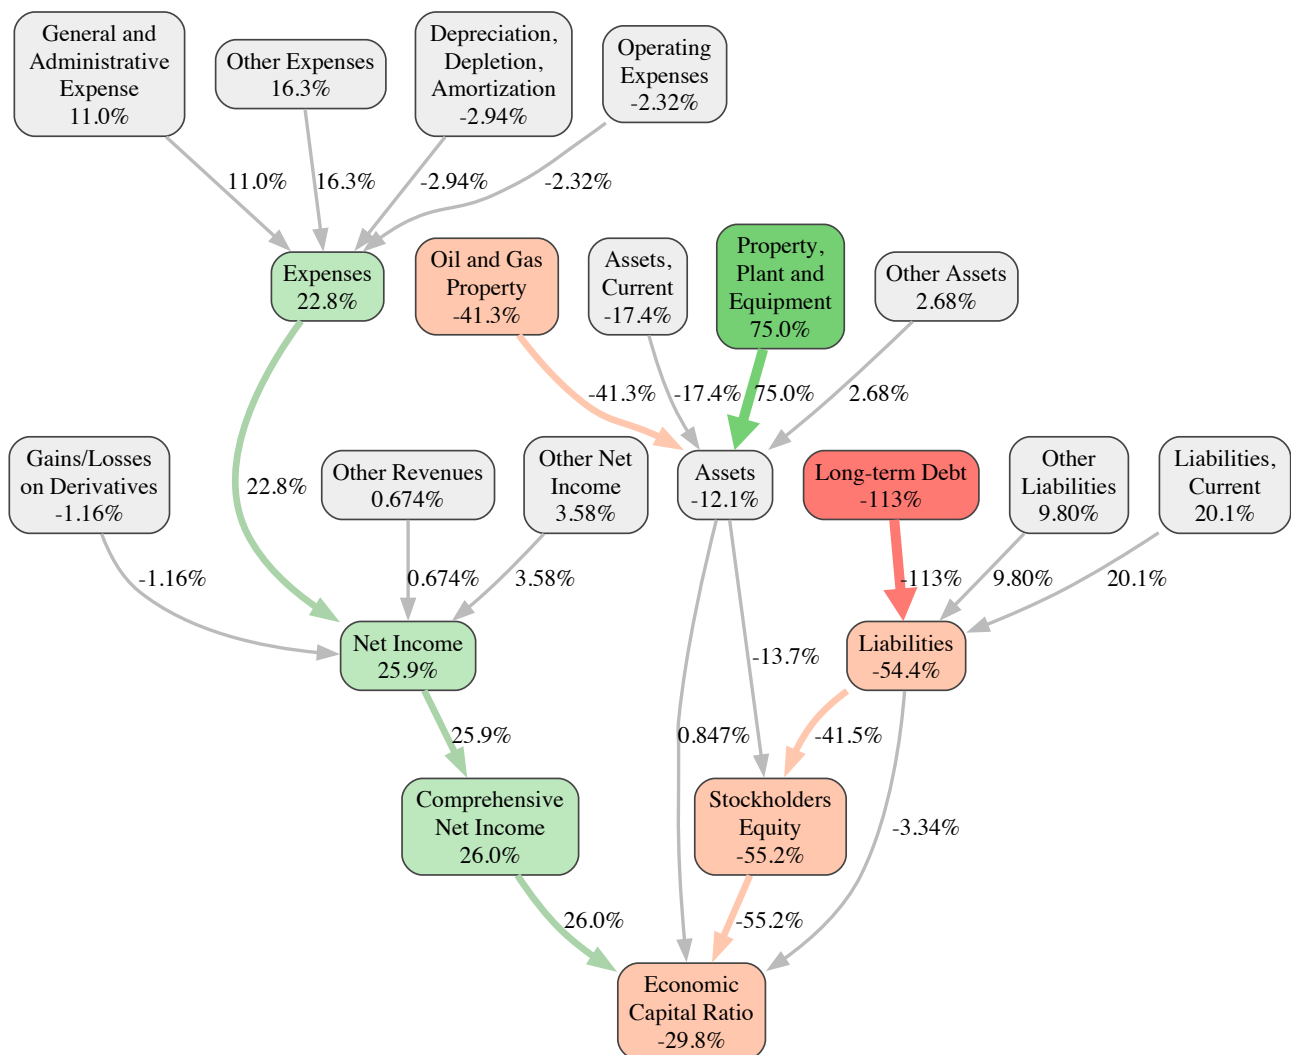 General and
Administrative
Expense
11.0%
Other Expenses
16.3%
Depreciation,
Depletion,
Amortization
-2.94%
Operating
Expenses
-2.32%
11.0%
16.3%
-2.94%
-2.32%
Expenses
22.8%
Oil and Gas
Property
-41.3%
Assets,
Current
-17.4%
Property,
Plant and
Equipment
75.0%
Other Assets
2.68%
-41.3%
-17.4%
75.0%
2.68%
Gains/Losses
on Derivatives
-1.16%
22.8%
Other Revenues
0.674%
Other Net
Income
3.58%
Assets
-12.1%
Long-term Debt
-113%
Other
Liabilities
9.80%
Liabilities,
Current
20.1%
-1.16%
0.674%
3.58%
-113%
9.80%
20.1%
Net Income
25.9%
-13.7%
Liabilities
-54.4%
25.9%
0.847%
-41.5%
Comprehensive
Net Income
26.0%
Stockholders
Equity
-55.2%
-3.34%
26.0%
-55.2%
Economic
Capital Ratio
-29.8%